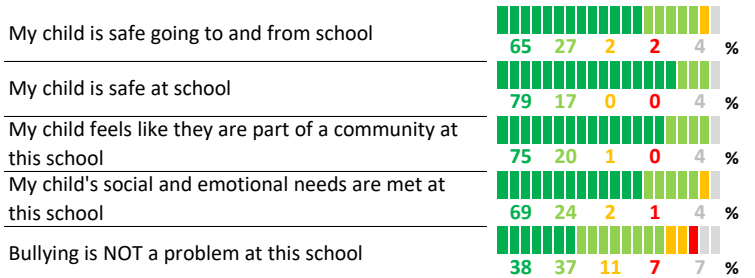 My child is safe going to and from school
65 27 2 2 4 %
My child is safe at school
79 17 0 0 4 %
My child feels like they are part of a community at
this school
75 20 1 0 4 %
My child's social and emotional needs are met at
this school
69 24 2 1 4 %
Bullying is NOT a problem at this school
38 37 11 7 7 %